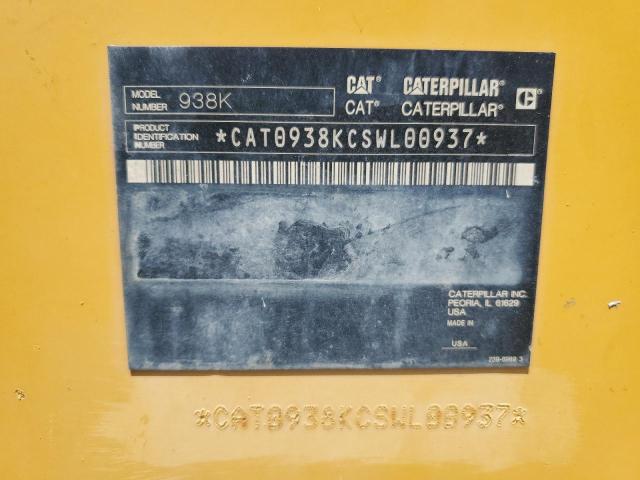 MODEL NUMBER 938K
CAT® CATERPILLAR®
CAT® CATERPILLAR® C
PRODUCT IDENTIFICATION NUMBER *CAT0938KCSWL00937*
CATERPILLAR INC.
PEORIA, IL 61629
USA
MADE IN
USA
*CAT0938KCSWL00937*